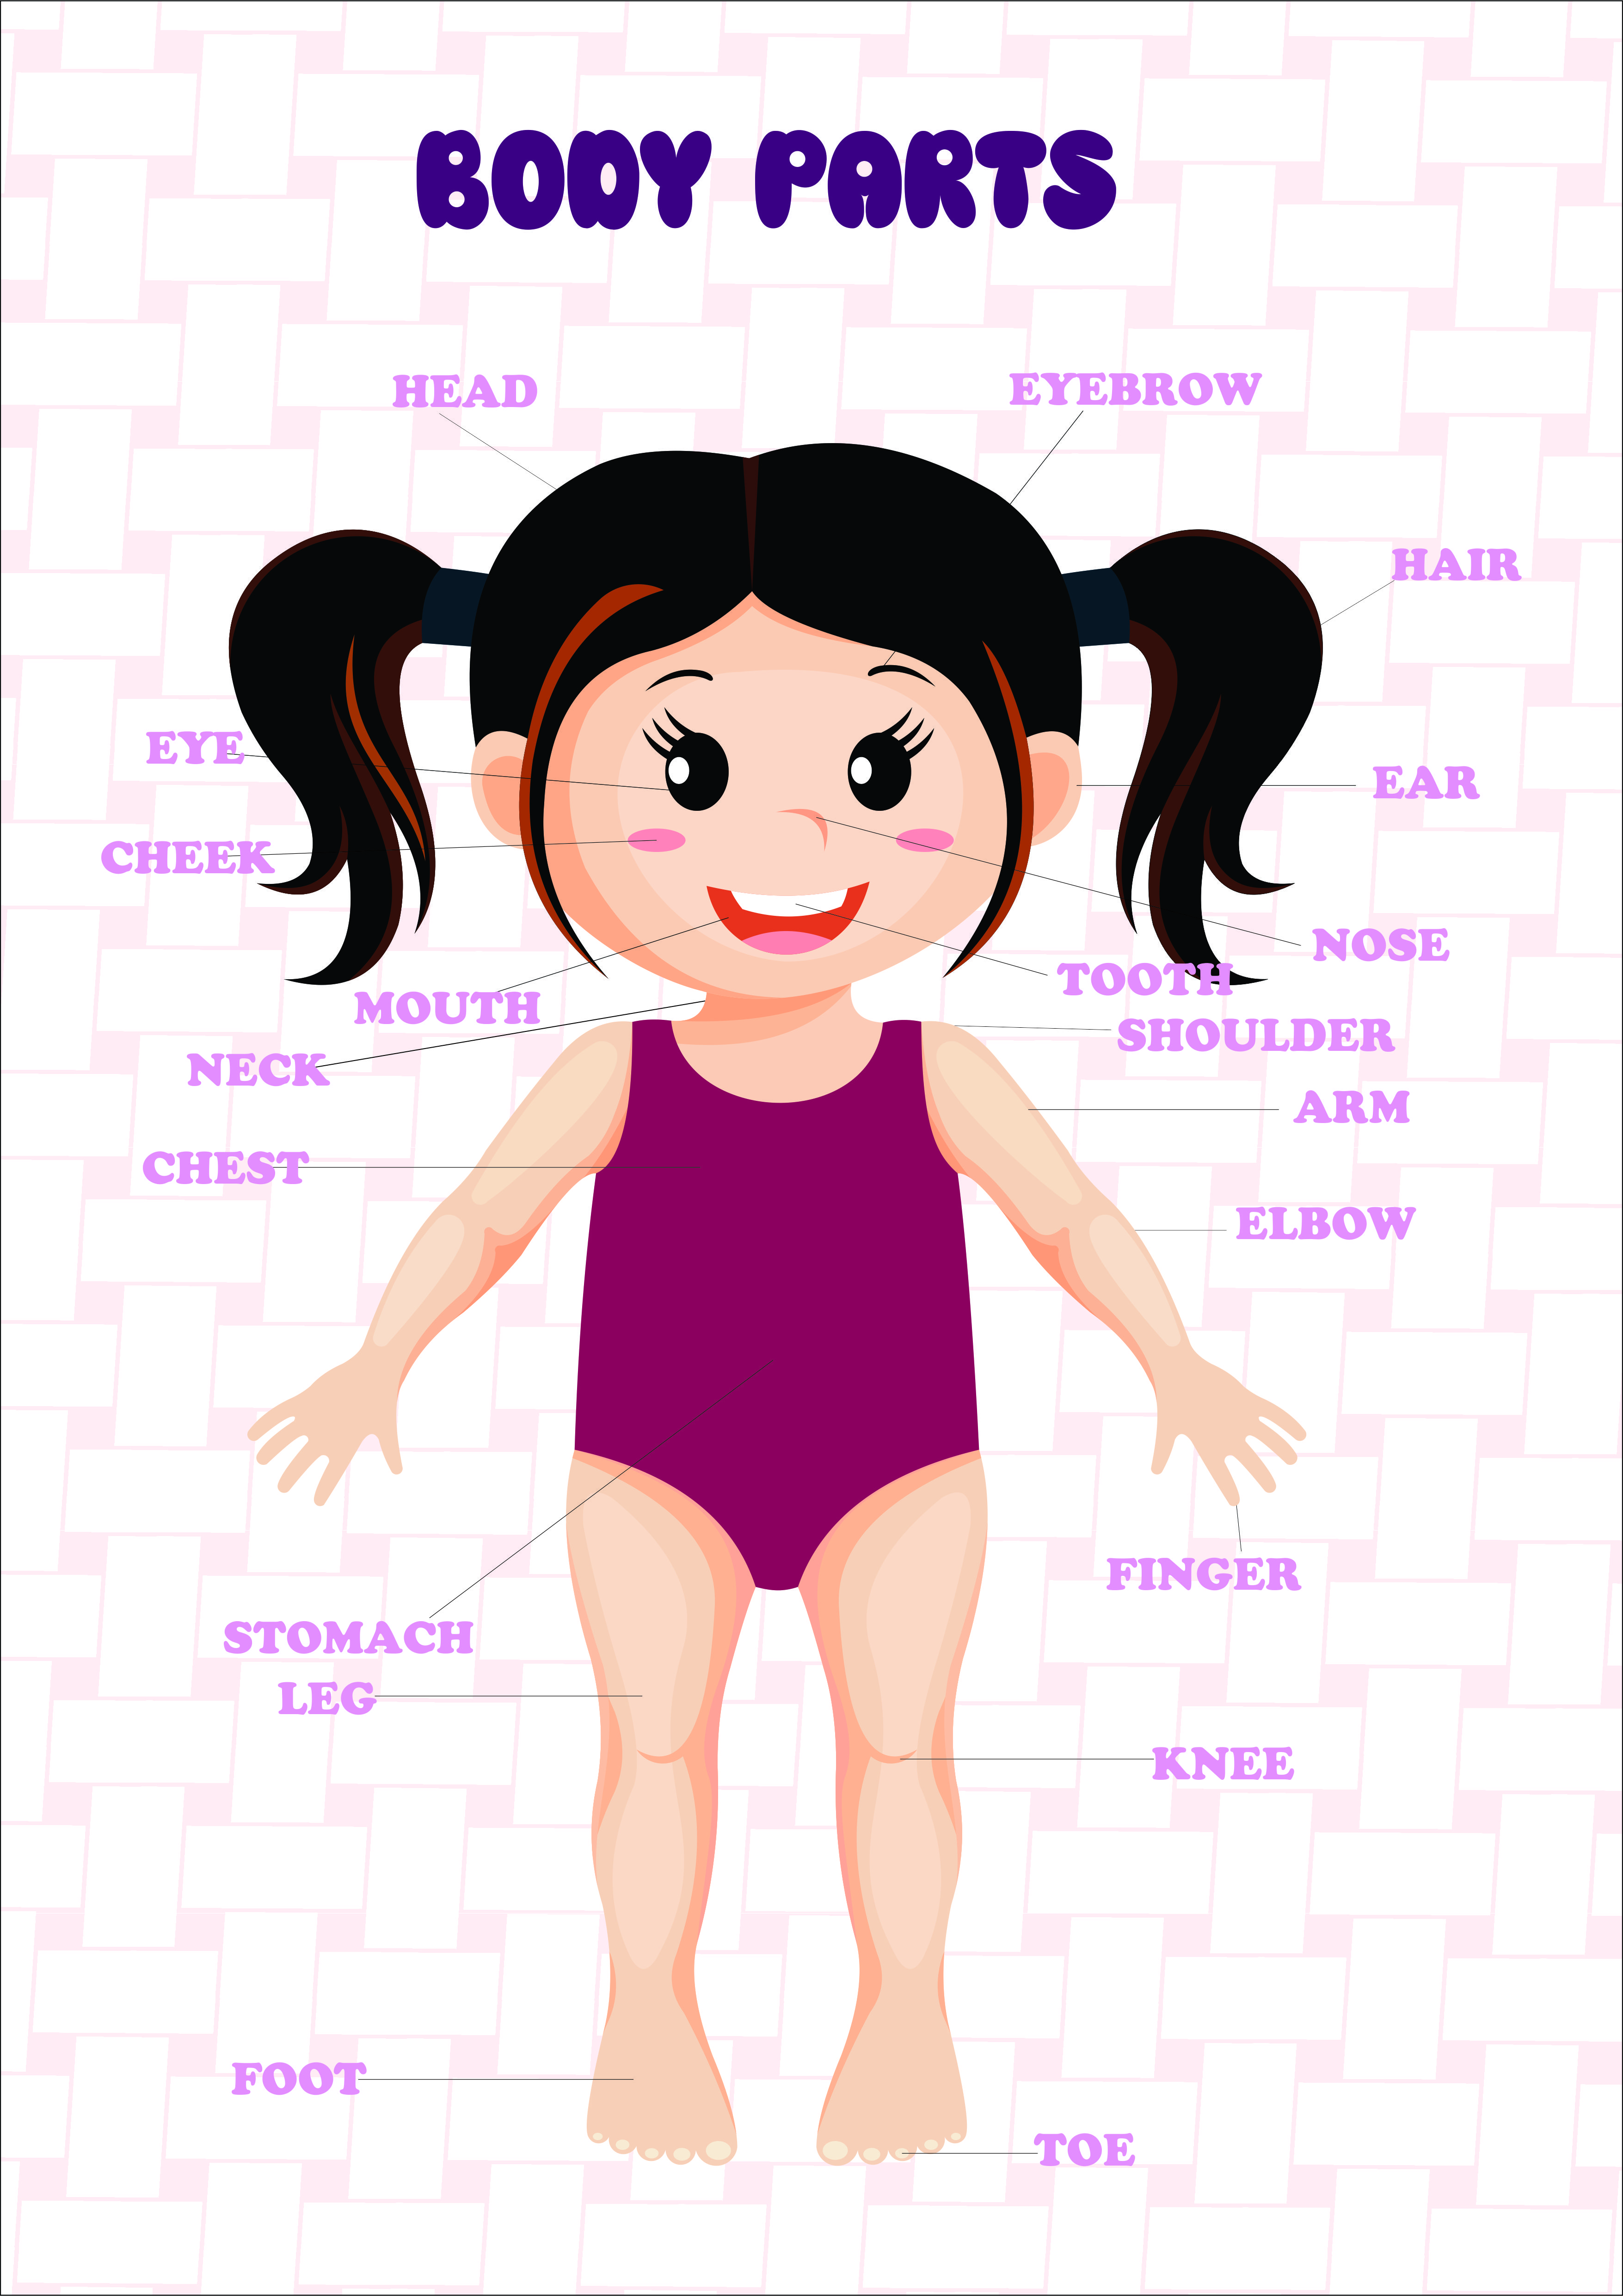 BODY PARTS
HEAD
EYEBROW
HAIR
EYE
EAR
CHEEK
NOSE
TOOTH
MOUTH
SHOULDER
NECK
ARM
CHEST
ELBOW
FINGER
STOMACH
LEG
KNEE
FOOT
TOE